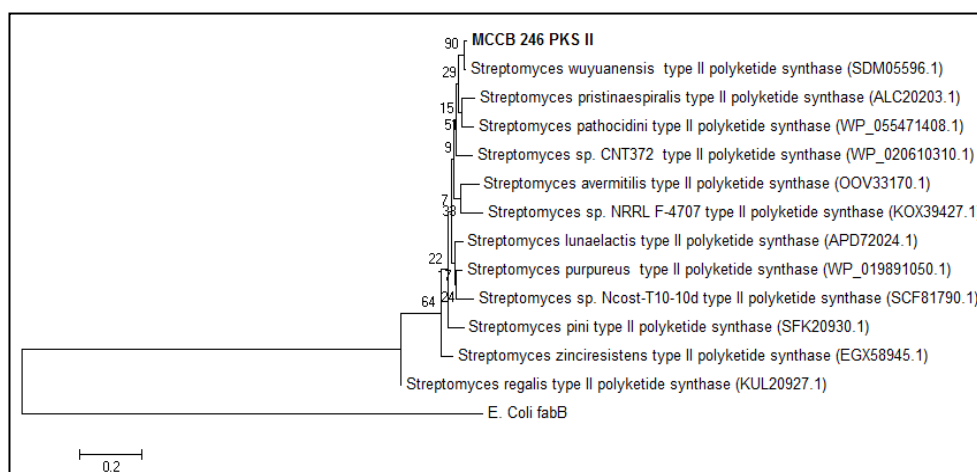 90
MCCB 246 PKS II
29
Streptomyces wuyuanensis type II polyketide synthase (SDM05596.1)
Streptomyces pristinaespiralis type II polyketide synthase (ALC20203.1)
15
51
Streptomyces pathocidini type II polyketide synthase (WP_055471408.1)
9
Streptomyces sp. CNT372 type II polyketide synthase (WP_020610310.1)
Streptomyces avermitilis type II polyketide synthase (OOV33170.1)
7
33
Streptomyces sp. NRRL F-4707 type II polyketide synthase (KOX39427.1)
Streptomyces lunaelactis type II polyketide synthase (APD72024.1)
22
7
Streptomyces purpureus type II polyketide synthase (WP_019891050.1)
64
24
Streptomyces sp. Ncost-T10-10d type II polyketide synthase (SCF81790.1)
Streptomyces pini type II polyketide synthase (SFK20930.1)
Streptomyces zinciresistens type II polyketide synthase (EGX58945.1)
Streptomyces regalis type II polyketide synthase (KUL20927.1)
E. Coli fabB
0.2